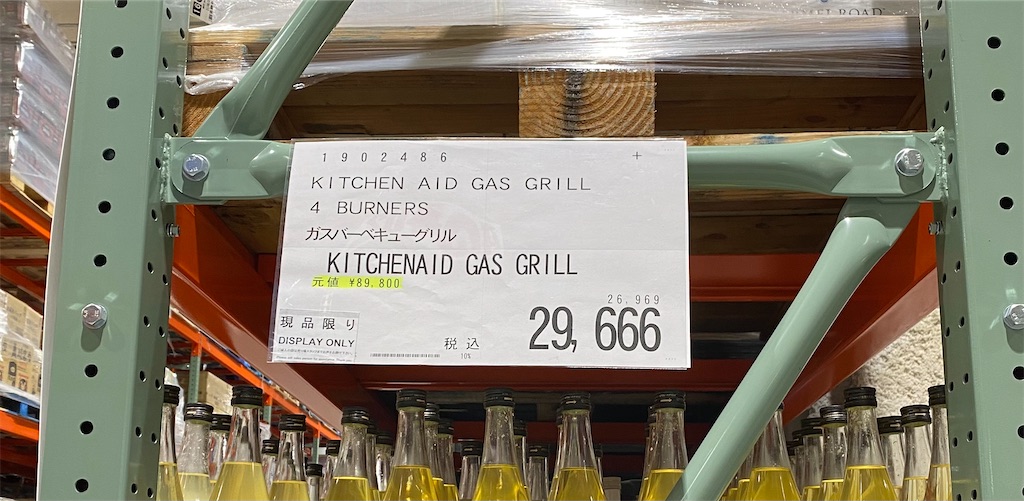 MEL ROAD
1902486 +
KITCHEN AID GAS GRILL
4 BURNERS
ガスバーベキューグリル
KITCHENAID GAS GRILL
元値 ¥89,800
26,969
29,666
税込
10%
現品限り
DISPLAY ONLY